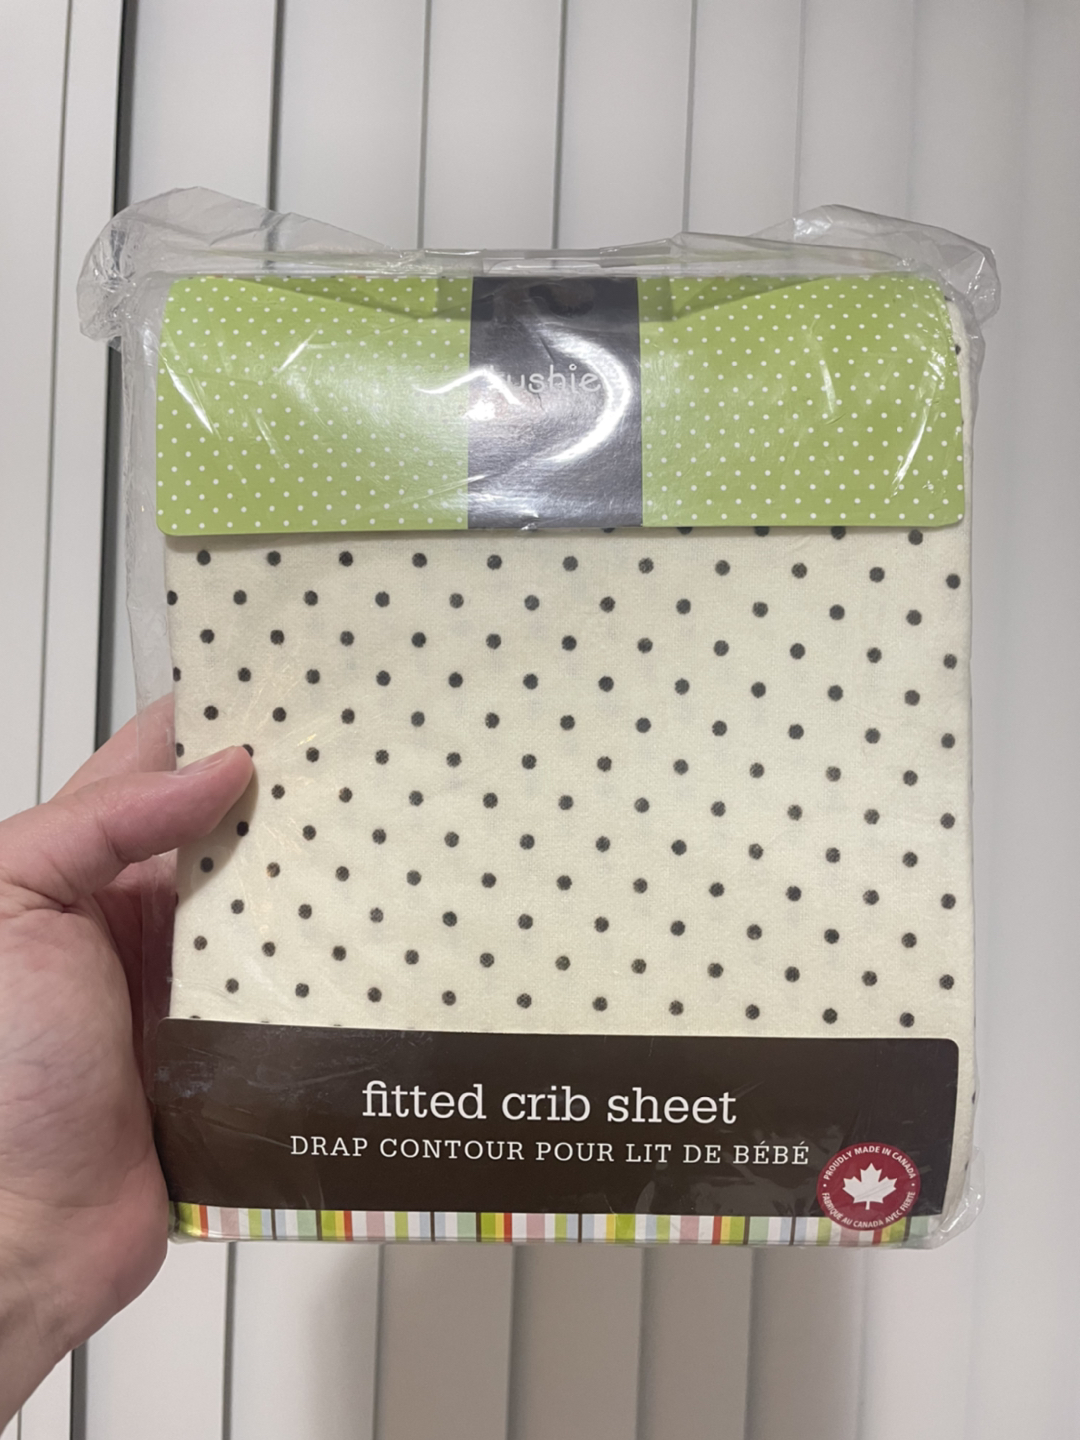 fitted crib sheet
DRAP CONTOUR POUR LIT DE BÉBÉ
PROUDLY MADE IN CANADA
FABRIQUÉ AU CANADA AVEC FIERTÉ